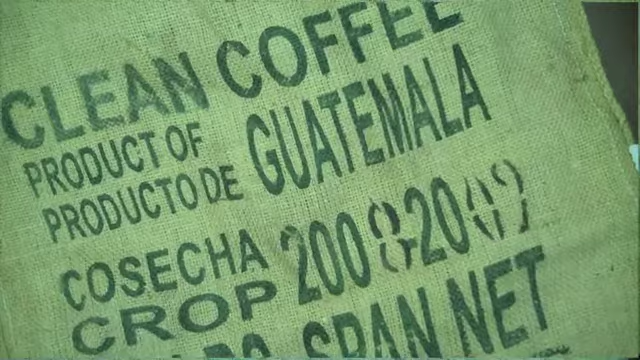 CLEAN COFFEE
PRODUCT OF
PRODUCTO DE
GUATEMALA
COSECHA
CROP
2008-2009
SPAN NET